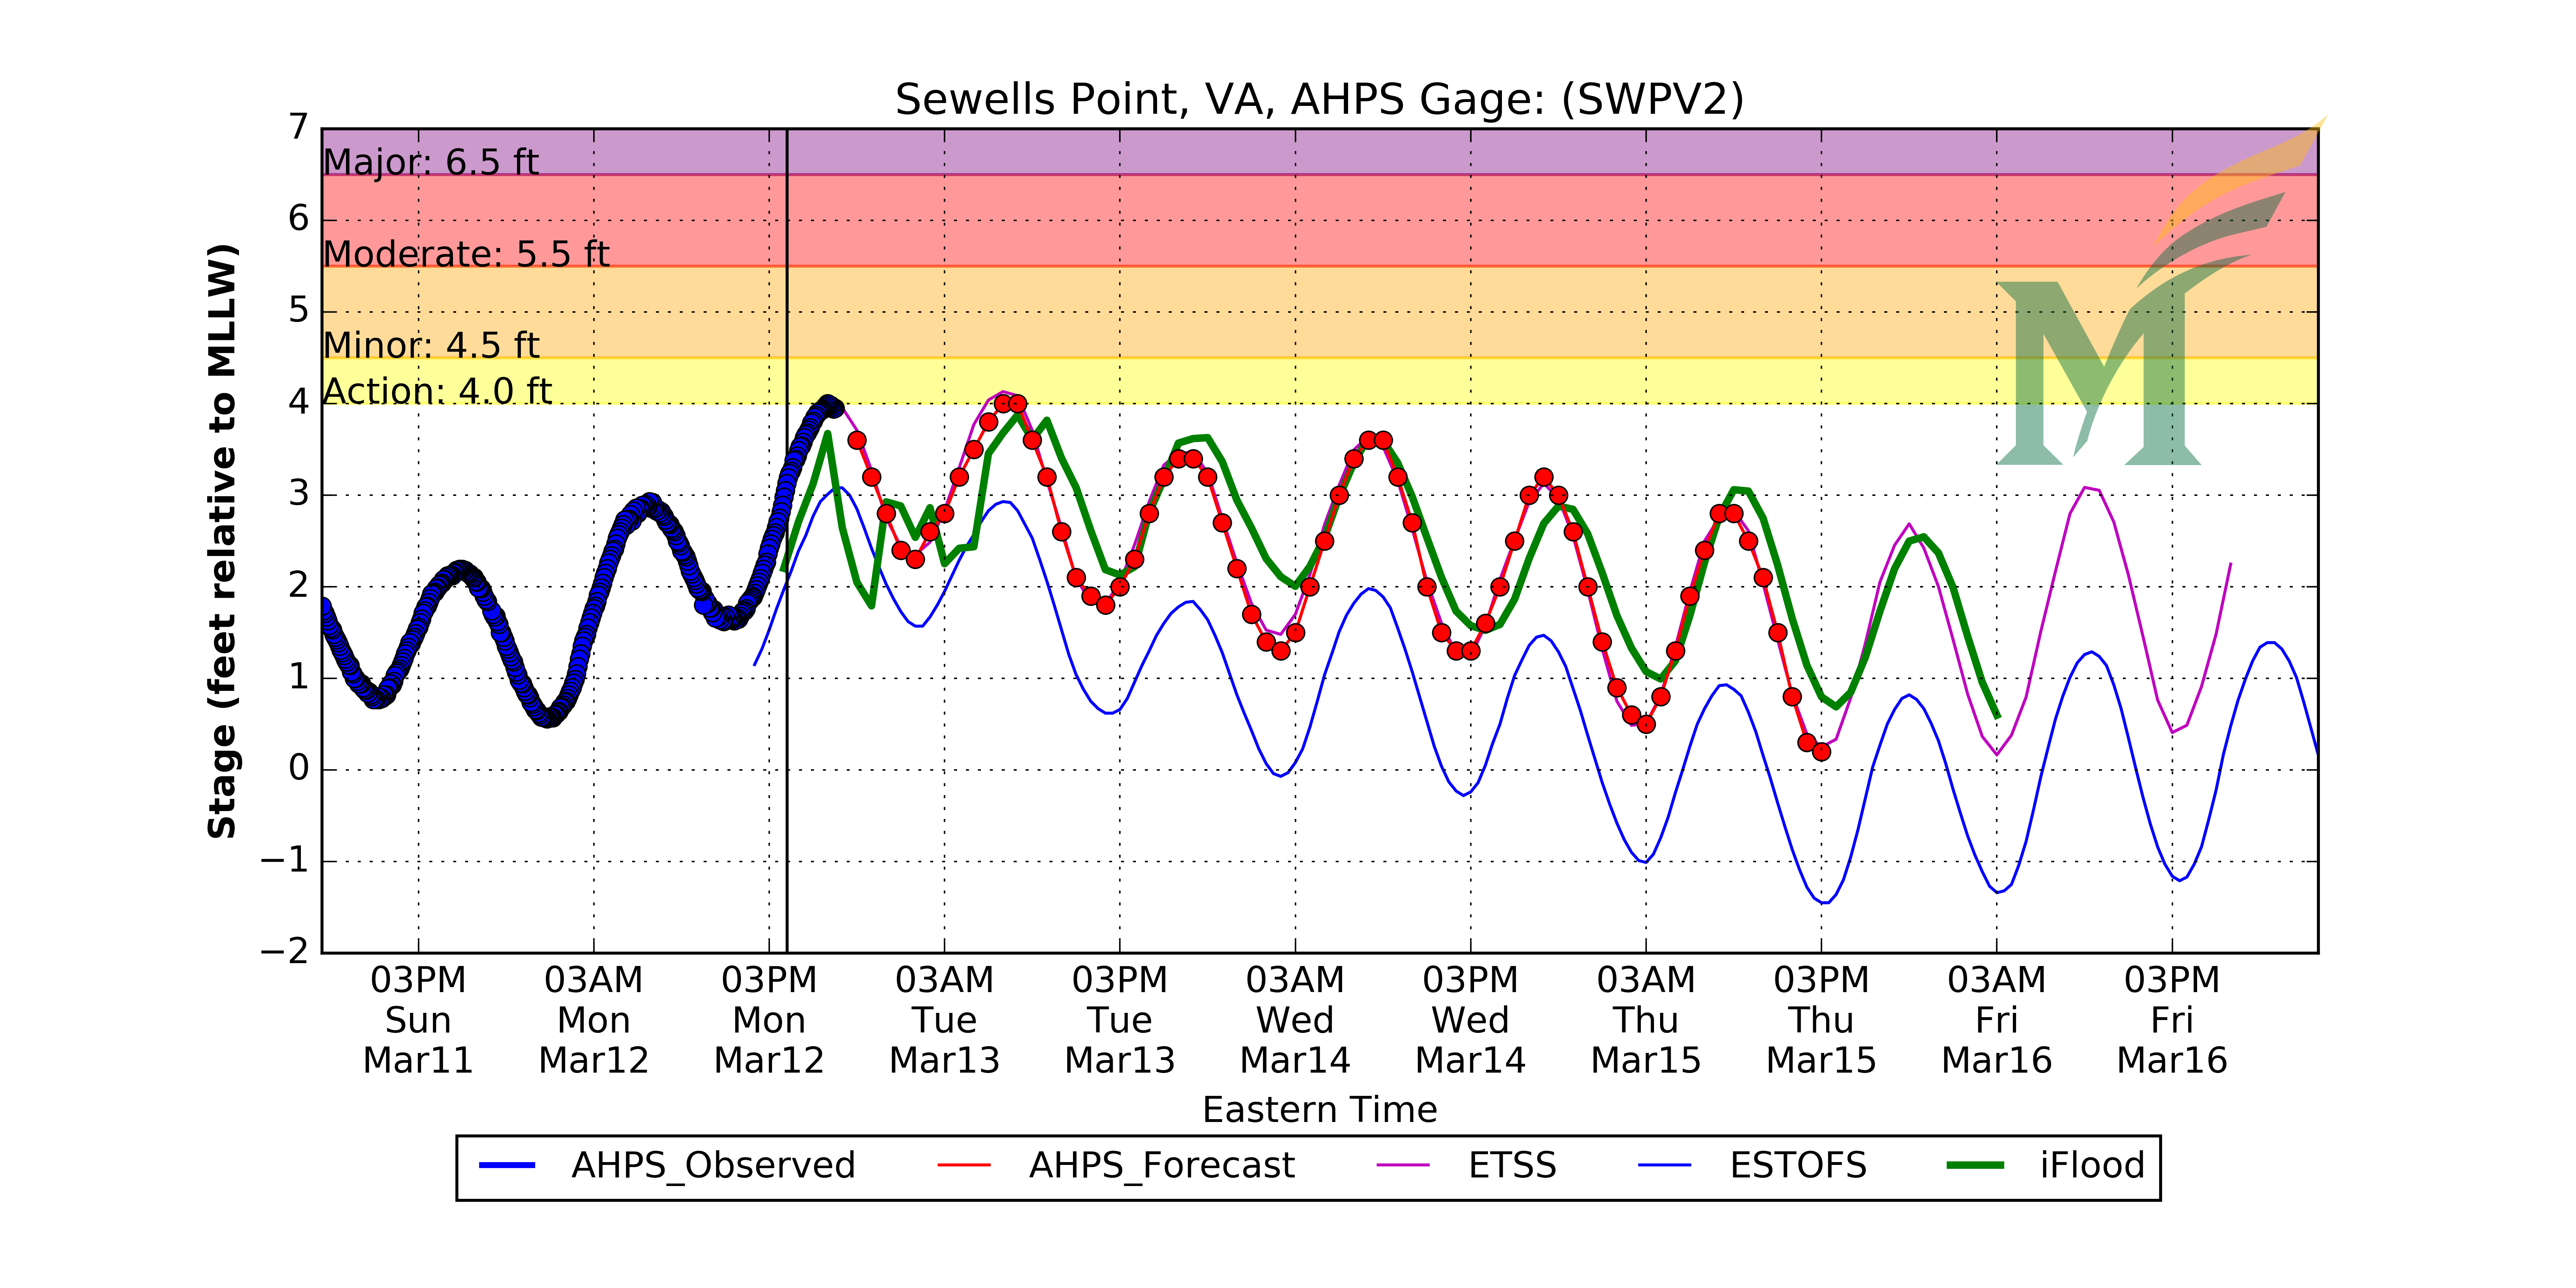 Sewells Point, VA, AHPS Gage: (SWPV2)
Stage (feet relative to MLLW)
7
6
5
4
3
2
1
0
−1
−2
Major: 6.5 ft
Moderate: 5.5 ft
Minor: 4.5 ft
Action: 4.0 ft
M
03PM 03AM 03PM 03AM 03PM 03AM 03PM 03AM 03PM 03AM 03PM
Sun Mon Mon Tue Tue Wed Wed Thu Thu Fri Fri
Mar11 Mar12 Mar12 Mar13 Mar13 Mar14 Mar14 Mar15 Mar15 Mar16 Mar16
Eastern Time
AHPS_Observed AHPS_Forecast ETSS ESTOFS iFlood